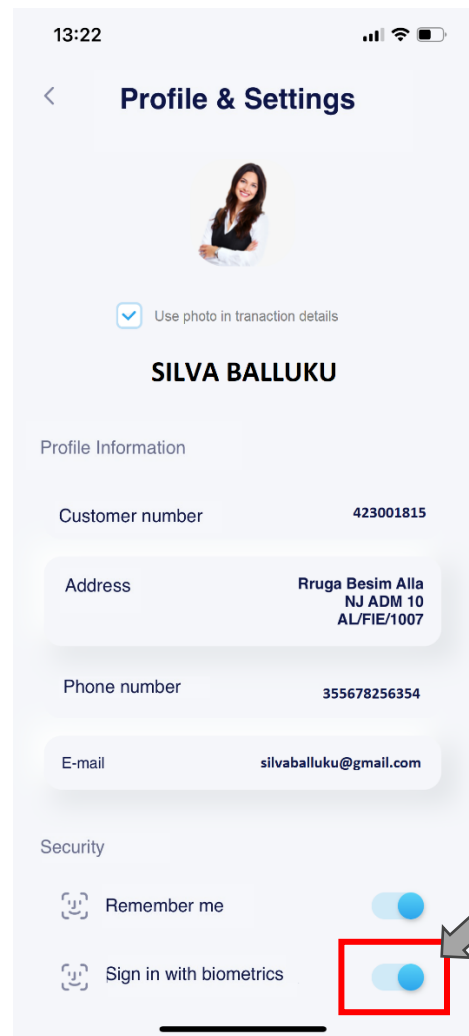 13:22
Profile & Settings
Use photo in tranaction details
SILVA BALLUKU
Profile Information
Customer number 423001815
Address Rruga Besim Alla
NJ ADM 10
AL/FIE/1007
Phone number 355678256354
E-mail silvaballuku@gmail.com
Security
Remember me
Sign in with biometrics